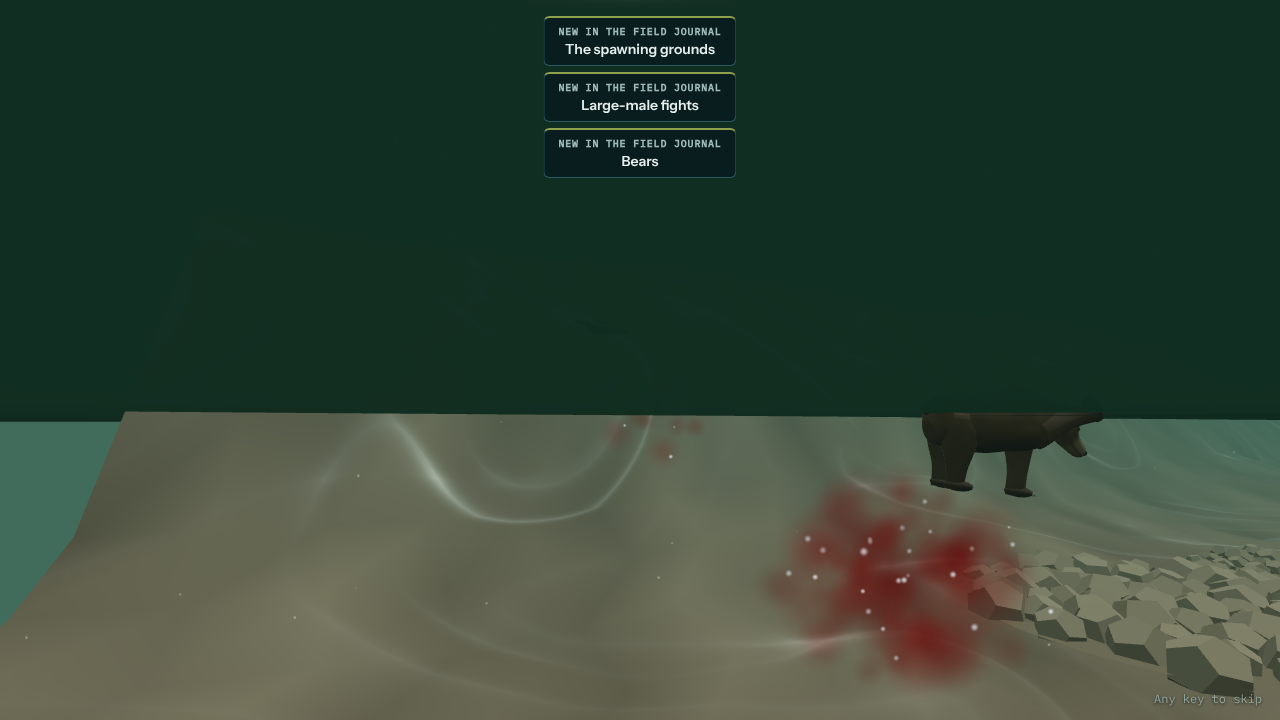 NEW IN THE FIELD JOURNAL
The spawning grounds
NEW IN THE FIELD JOURNAL
Large-male fights
NEW IN THE FIELD JOURNAL
Bears
Any key to skip